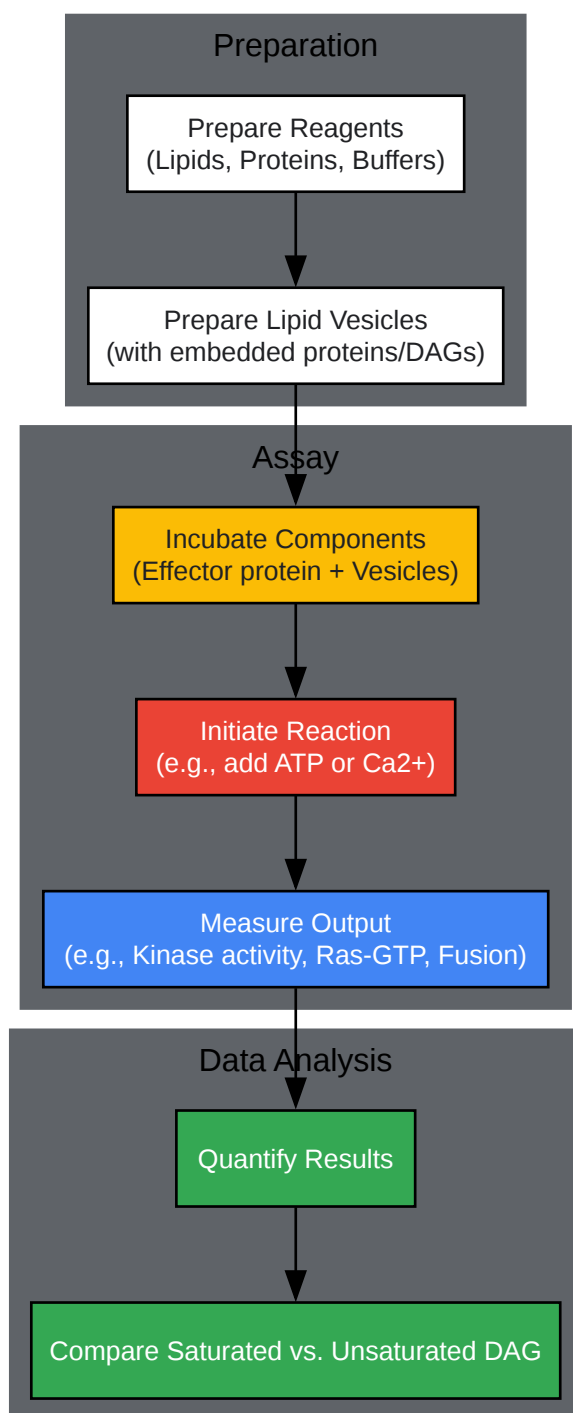 Preparation
Prepare Reagents
(Lipids, Proteins, Buffers)
Prepare Lipid Vesicles
(with embedded proteins/DAGs)
Assay
Incubate Components
(Effector protein + Vesicles)
Initiate Reaction
(e.g., add ATP or Ca2+)
Measure Output
(e.g., Kinase activity, Ras-GTP, Fusion)
Data Analysis
Quantify Results
Compare Saturated vs. Unsaturated DAG